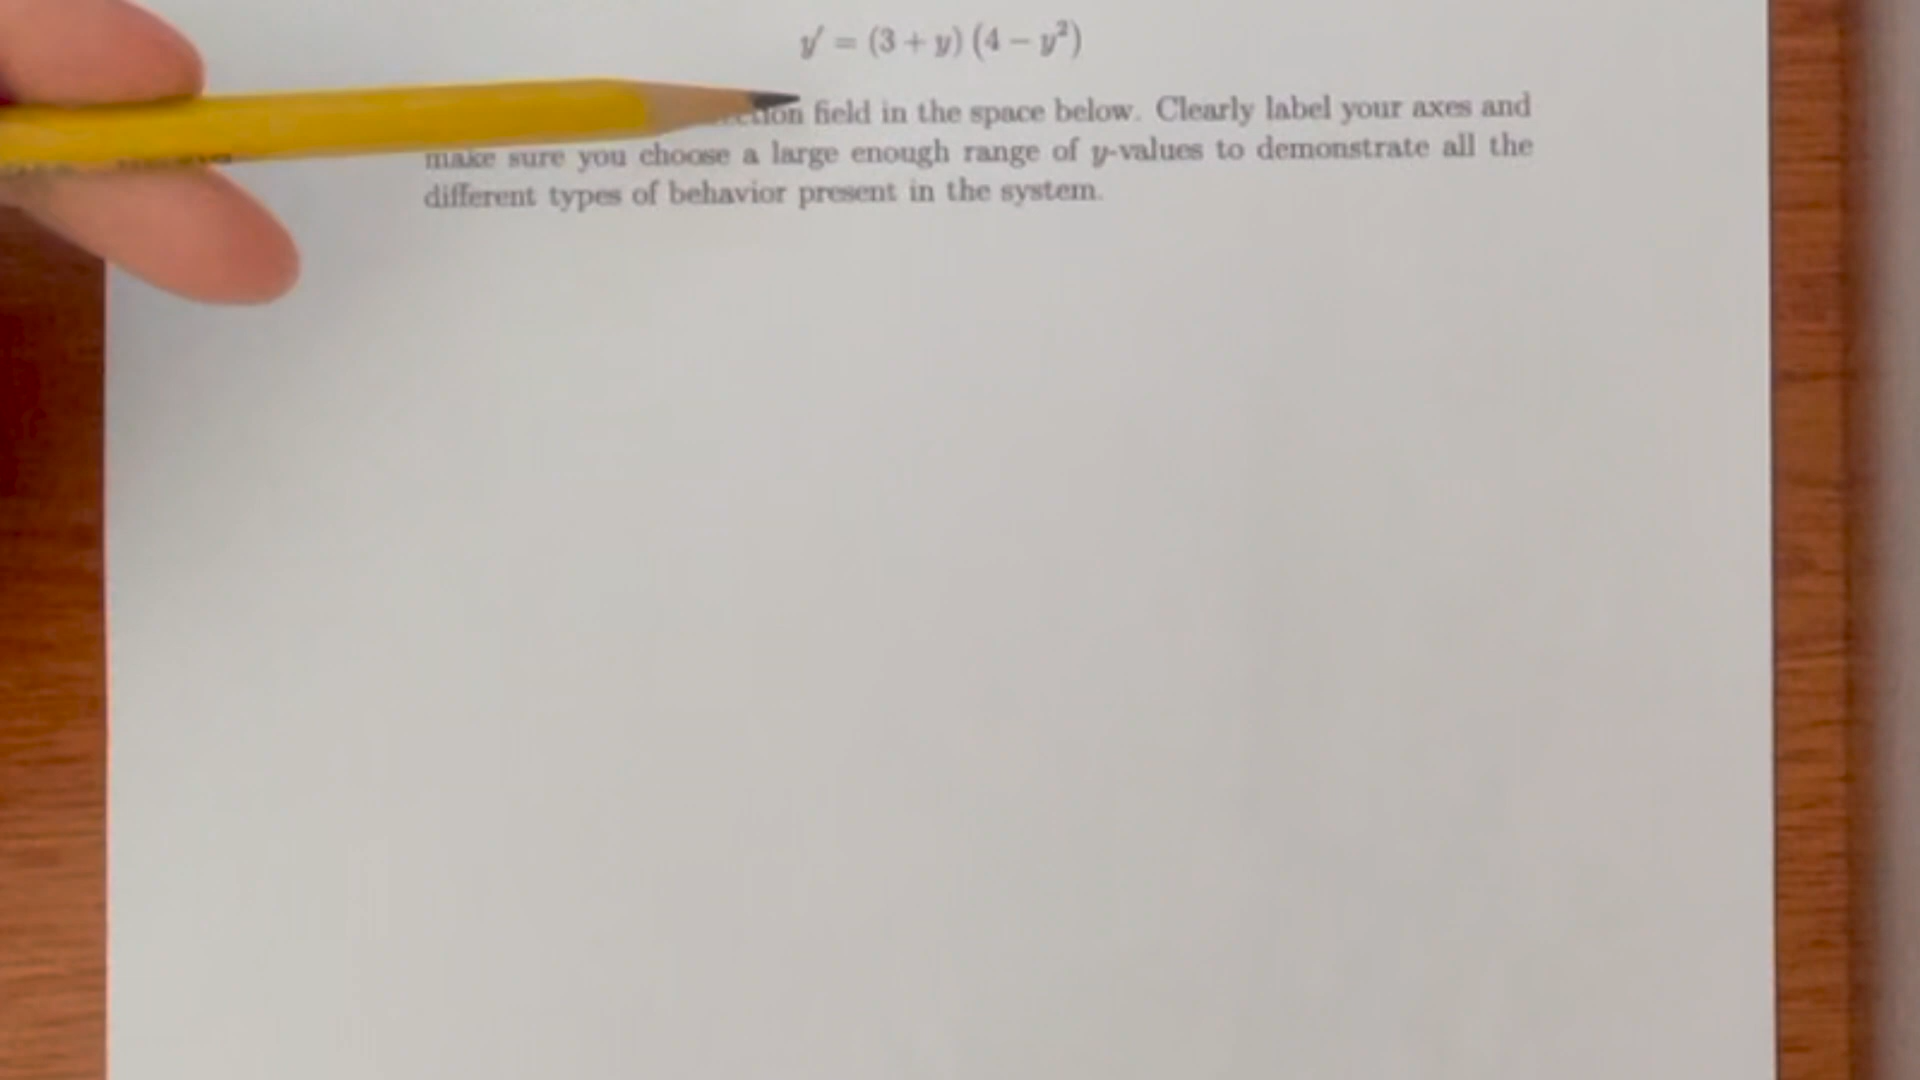 y′ = (3 + y) (4 − y²)
field in the space below. Clearly label your axes and
make sure you choose a large enough range of y-values to demonstrate all the
different types of behavior present in the system.